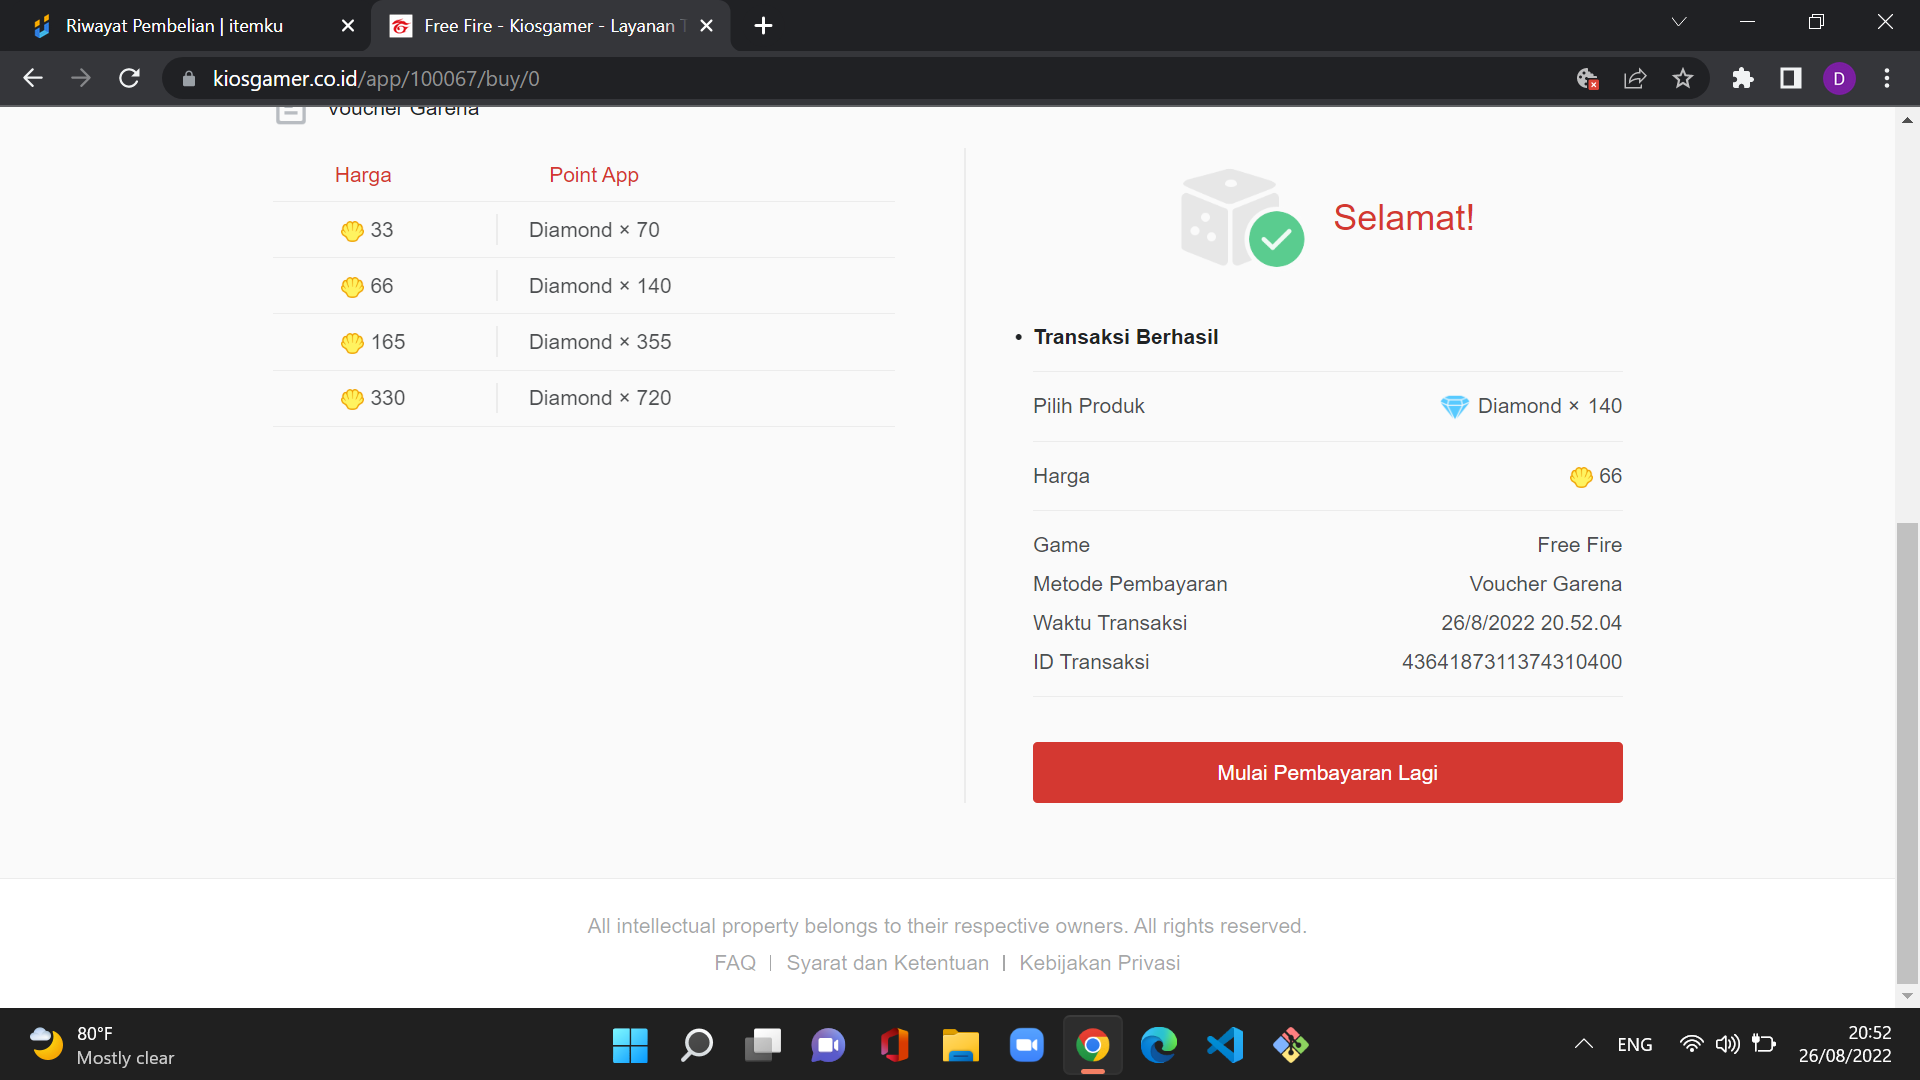 Riwayat Pembelian | itemku
Free Fire - Kiosgamer - Layanan T
kiosgamer.co.id/app/100067/buy/0
D
Voucher Garena
Harga Point App
33 Diamond × 70
66 Diamond × 140
165 Diamond × 355
330 Diamond × 720
Selamat!
• Transaksi Berhasil
Pilih Produk Diamond × 140
Harga 66
Game Free Fire
Metode Pembayaran Voucher Garena
Waktu Transaksi 26/8/2022 20.52.04
ID Transaksi 4364187311374310400
Mulai Pembayaran Lagi
All intellectual property belongs to their respective owners. All rights reserved.
FAQ | Syarat dan Ketentuan | Kebijakan Privasi
80°F
Mostly clear
ENG
20:52
26/08/2022